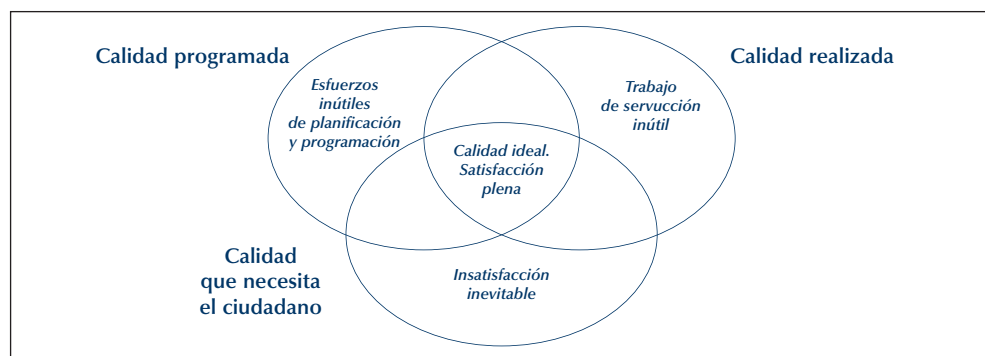 Calidad programada
Calidad realizada
Esfuerzos
inútiles
de planificación
y programación
Trabajo
de servucción
inútil
Calidad ideal.
Satisfacción
plena
Calidad
que necesita
el ciudadano
Insatisfacción
inevitable